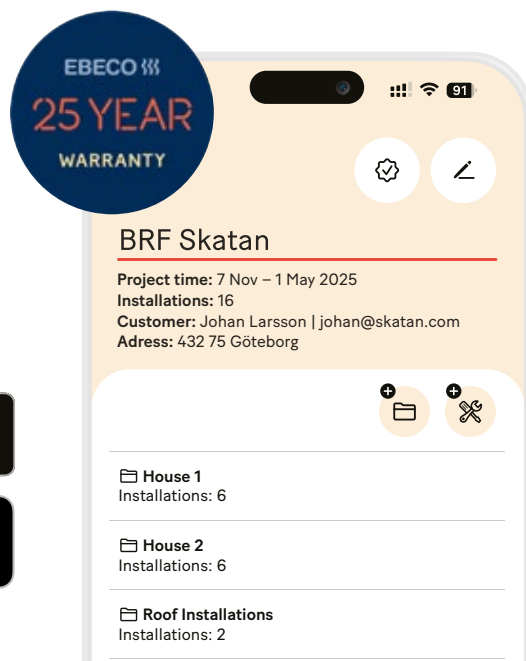 EBECO
25 YEAR
WARRANTY
91
BRF Skatan
Project time: 7 Nov – 1 May 2025
Installations: 16
Customer: Johan Larsson | johan@skatan.com
Adress: 432 75 Göteborg
House 1
Installations: 6
House 2
Installations: 6
Roof Installations
Installations: 2